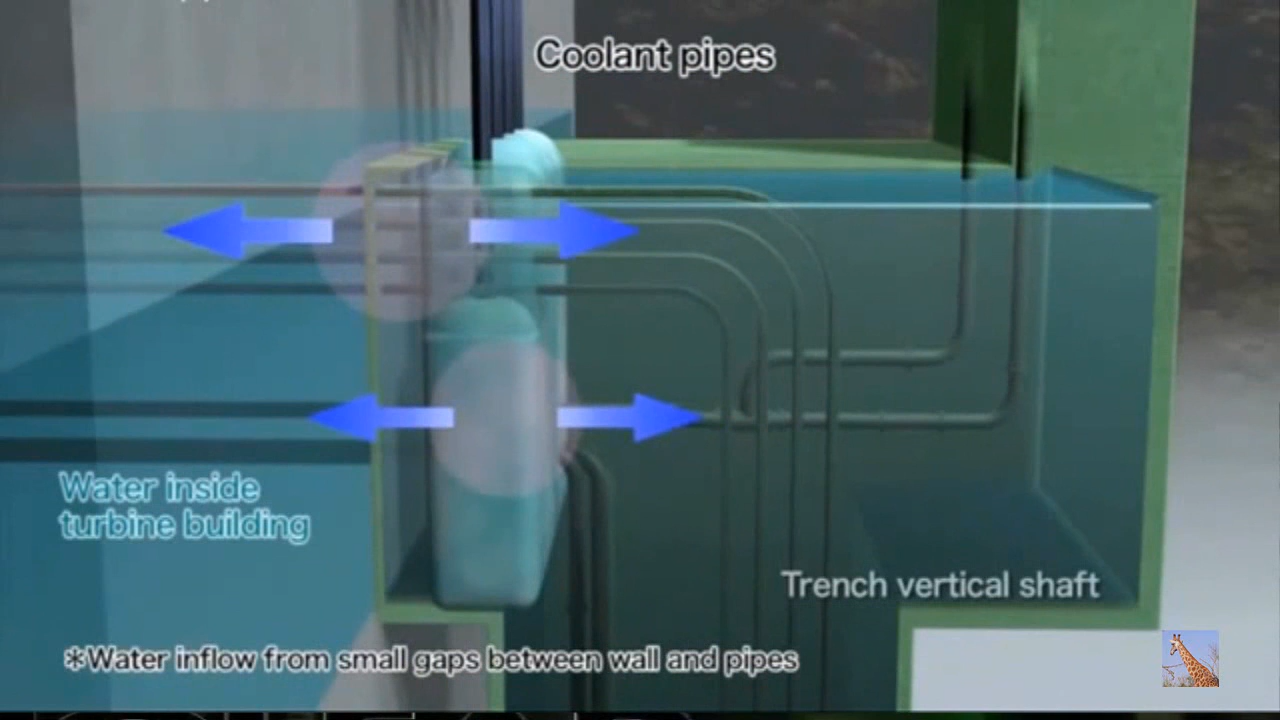 Coolant pipes
Water inside
turbine building
Trench vertical shaft
*Water inflow from small gaps between wall and pipes